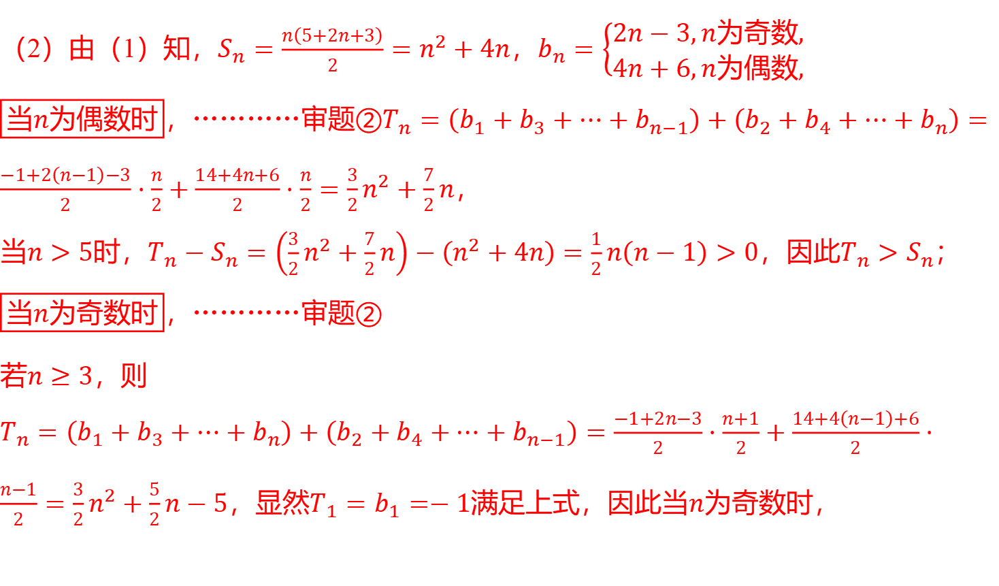 （2）由（1）知，$S_n=\frac{n(5+2n+3)}{2}=n^2+4n$，$b_n=\begin{cases}2n-3,n为奇数,\\4n+6,n为偶数,\end{cases}$
当$n$为偶数时，…………审题②$T_n=(b_1+b_3+\cdots+b_{n-1})+(b_2+b_4+\cdots+b_n)=$
$\frac{-1+2(n-1)-3}{2}\cdot\frac{n}{2}+\frac{14+4n+6}{2}\cdot\frac{n}{2}=\frac{3}{2}n^2+\frac{7}{2}n$，
当$n>5$时，$T_n-S_n=\left(\frac{3}{2}n^2+\frac{7}{2}n\right)-(n^2+4n)=\frac{1}{2}n(n-1)>0$，因此$T_n>S_n$；
当$n$为奇数时，…………审题②
若$n\geq3$，则
$T_n=(b_1+b_3+\cdots+b_n)+(b_2+b_4+\cdots+b_{n-1})=\frac{-1+2n-3}{2}\cdot\frac{n+1}{2}+\frac{14+4(n-1)+6}{2}\cdot$
$\frac{n-1}{2}=\frac{3}{2}n^2+\frac{5}{2}n-5$，显然$T_1=b_1=-1$满足上式，因此当$n$为奇数时，